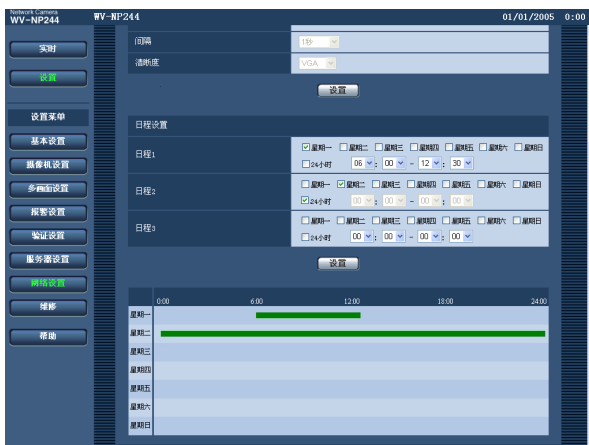 Network Camera
WV-NP244
WV-NP244 01/01/2005 0:00
实时
设置
设置菜单
基本设置
摄像机设置
多画面设置
报警设置
验证设置
服务器设置
网络设置
维修
帮助
间隔 1秒
清晰度 VGA
设置
日程设置
日程1 星期一 星期二 星期三 星期四 星期五 星期六 星期日
24小时 06 : 00 - 12 : 30
日程2 星期一 星期二 星期三 星期四 星期五 星期六 星期日
24小时 00 : 00 - 00 : 00
日程3 星期一 星期二 星期三 星期四 星期五 星期六 星期日
24小时 00 : 00 - 00 : 00
设置
0:00 6:00 12:00 18:00 24:00
星期一
星期二
星期三
星期四
星期五
星期六
星期日